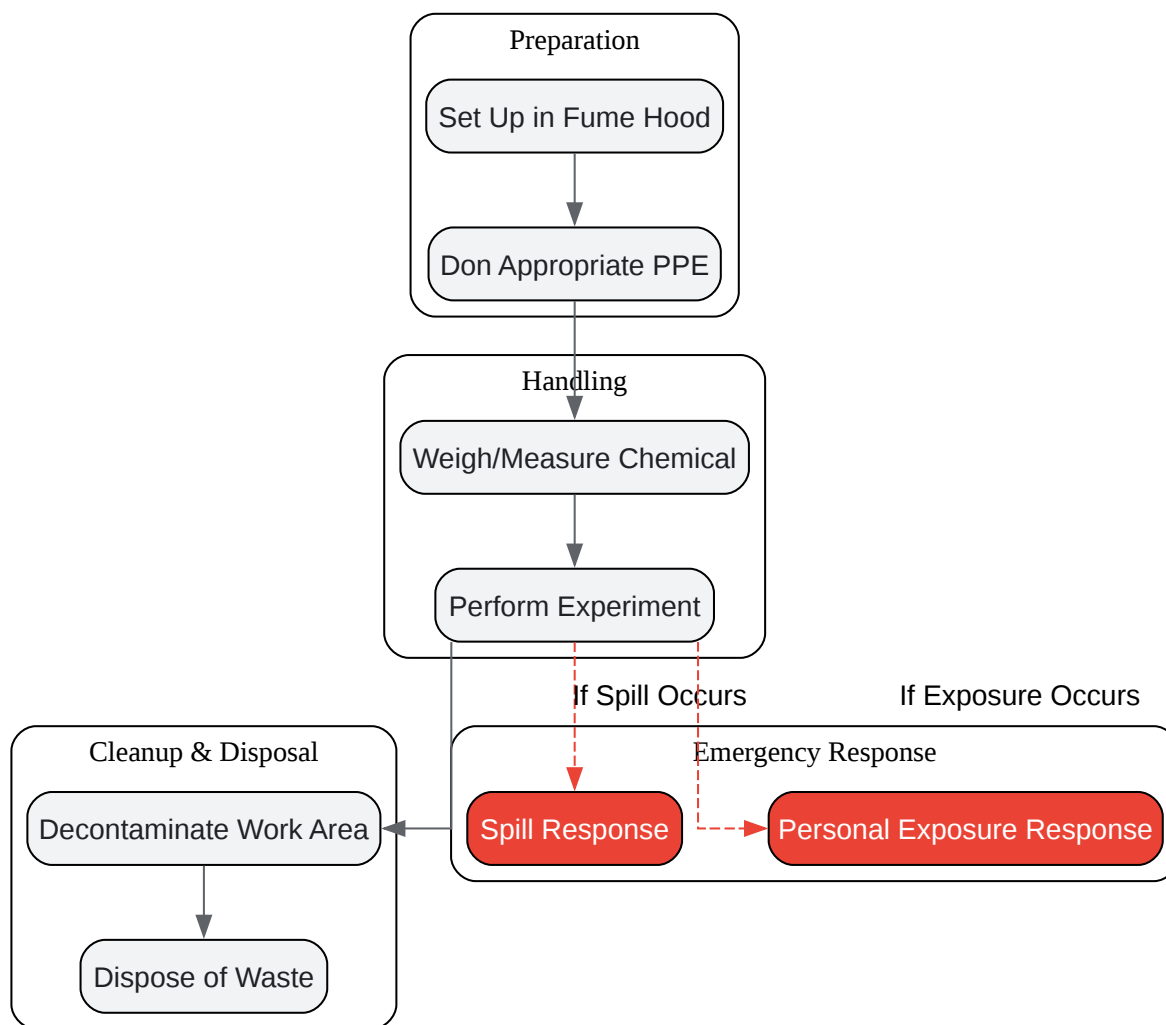 Preparation
Set Up in Fume Hood
Don Appropriate PPE
Handling
Weigh/Measure Chemical
Perform Experiment
If Spill Occurs
If Exposure Occurs
Cleanup & Disposal
Emergency Response
Decontaminate Work Area
Spill Response
Personal Exposure Response
Dispose of Waste